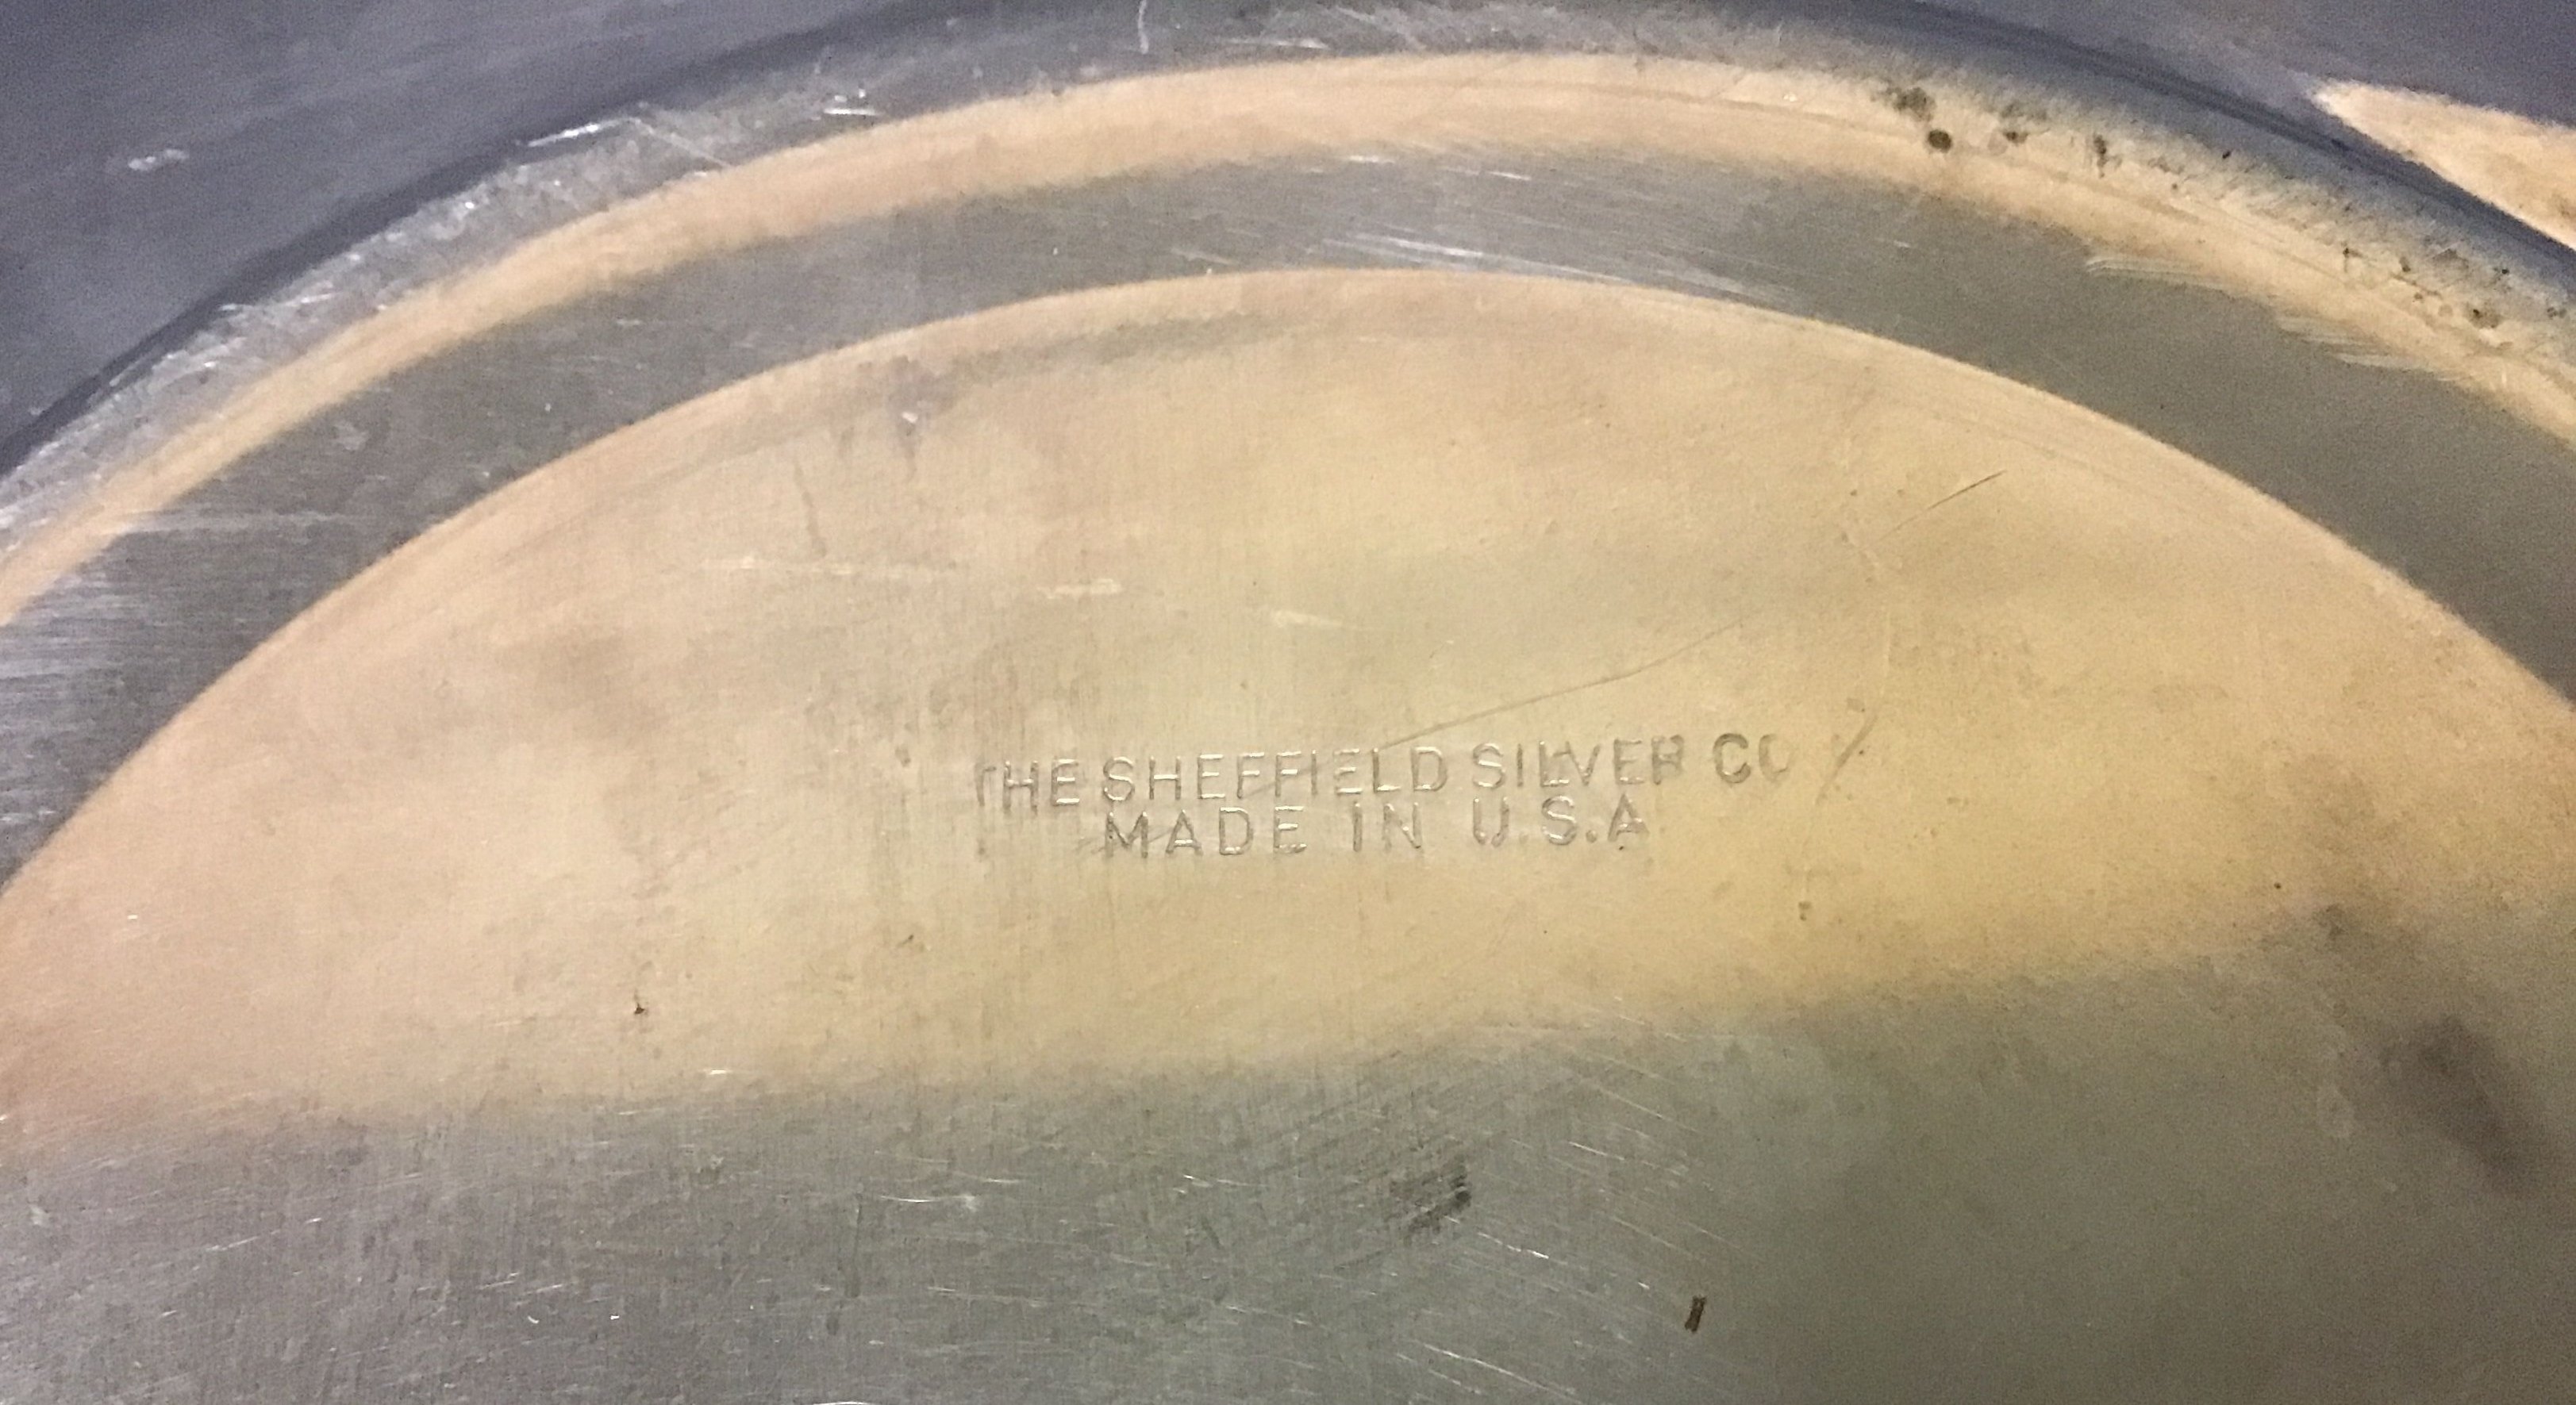 THE SHEFFIELD SILVER CO
MADE IN U.S.A